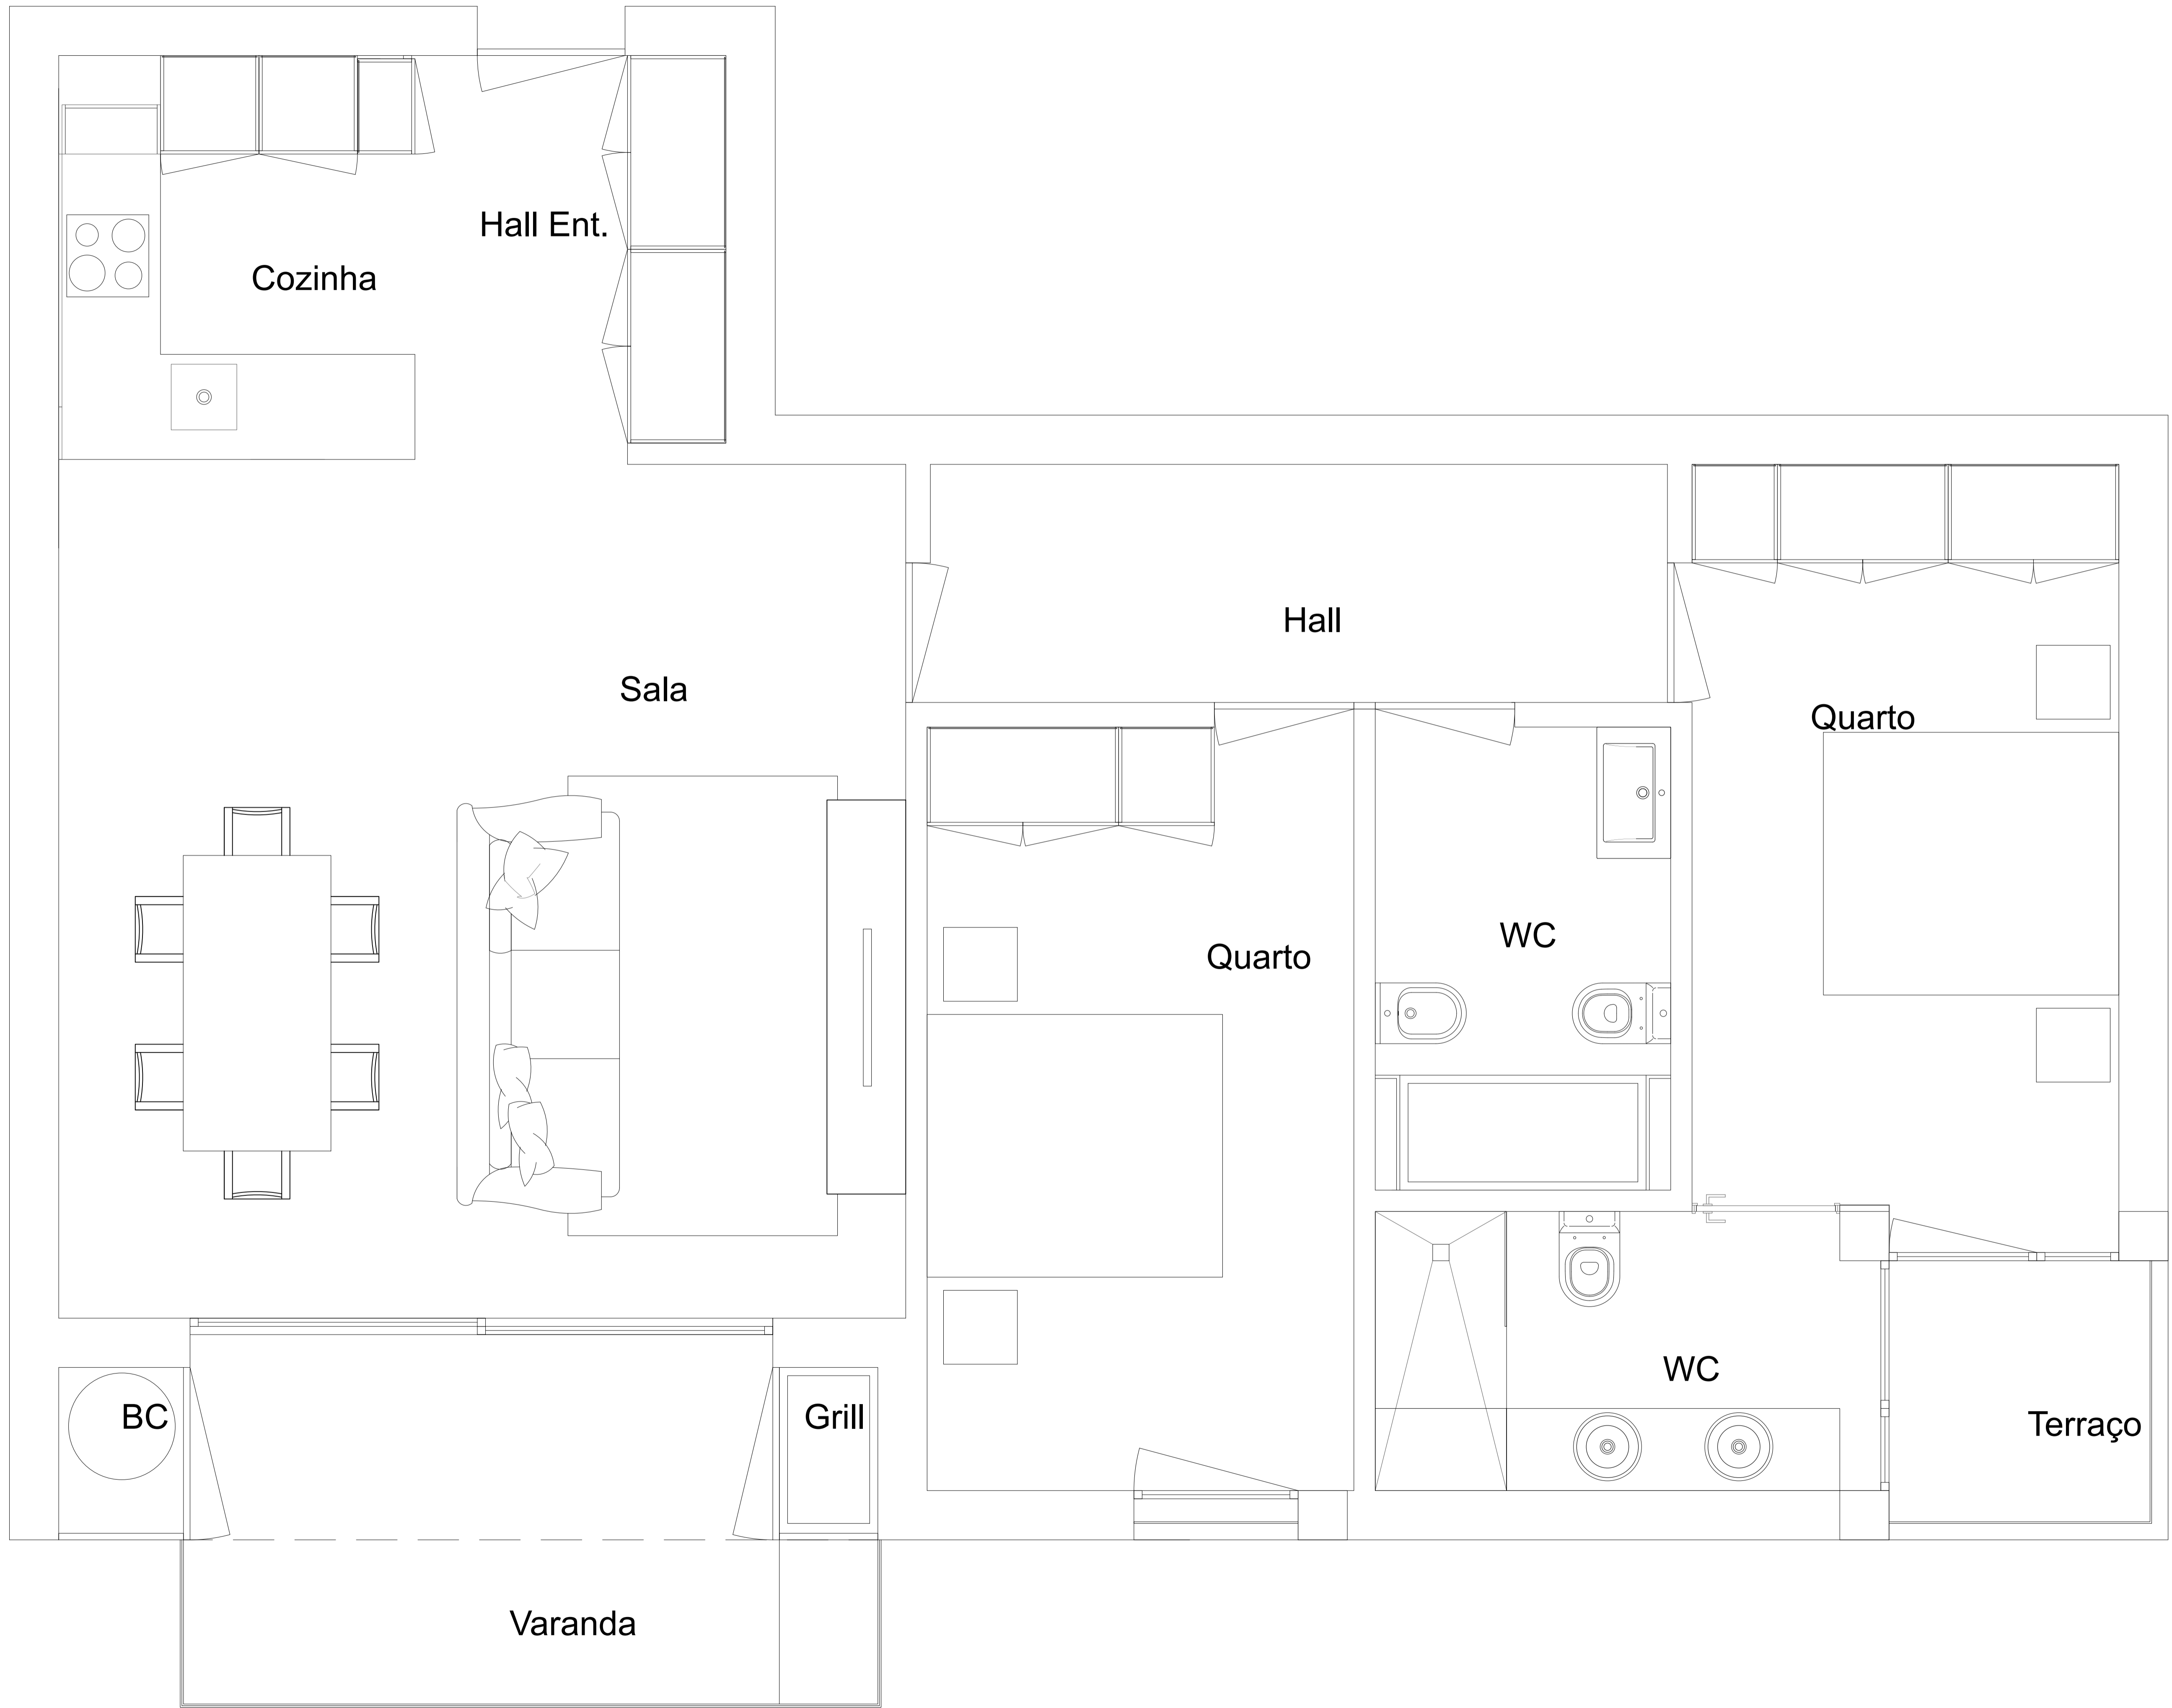 Hall Ent.
Cozinha
Hall
Sala
Quarto
Quarto
WC
WC
BC
Grill
Terraço
Varanda